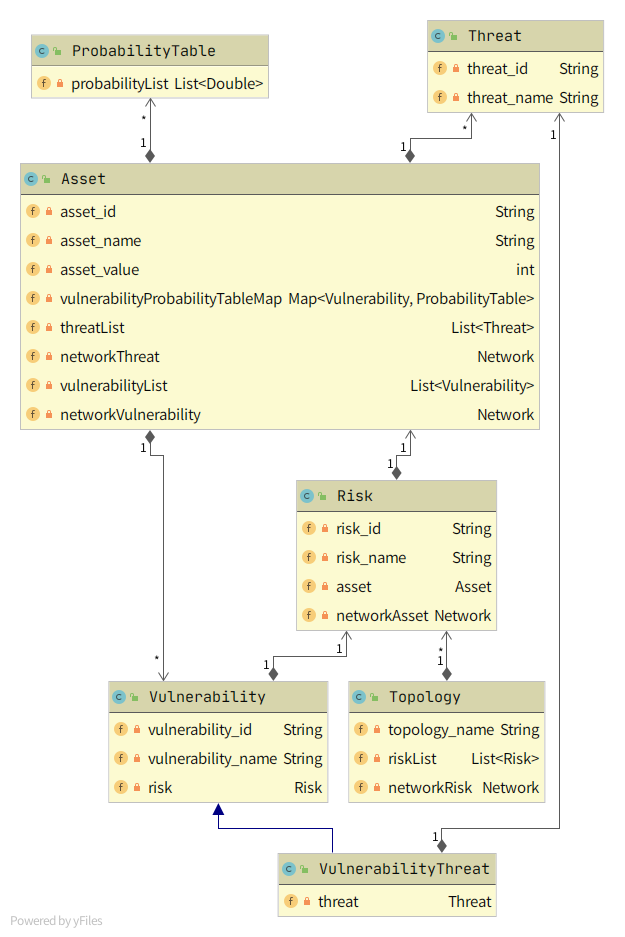 C ProbabilityTable
f probabilityList List<Double>
C Threat
f threat_id String
f threat_name String
*
1
*
1
1
C Asset
f asset_id String
f asset_name String
f asset_value int
f vulnerabilityProbabilityTableMap Map<Vulnerability, ProbabilityTable>
f threatList List<Threat>
f networkThreat Network
f vulnerabilityList List<Vulnerability>
f networkVulnerability Network
1
1
1
C Risk
f risk_id String
f risk_name String
f asset Asset
f networkAsset Network
*
1
1
*
1
C Vulnerability
f vulnerability_id String
f vulnerability_name String
f risk Risk
C Topology
f topology_name String
f riskList List<Risk>
f networkRisk Network
1
C VulnerabilityThreat
f threat Threat
Powered by yFiles